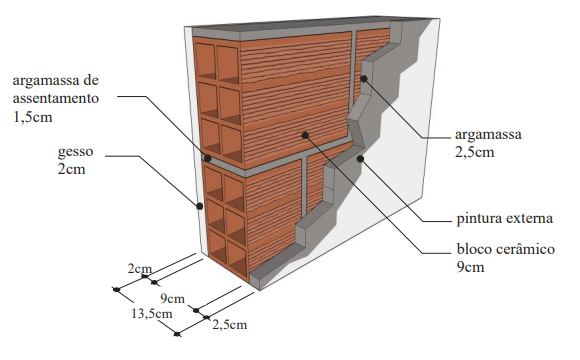 argamassa de
assentamento
1,5cm
gesso
2cm
argamassa
2,5cm
pintura externa
bloco cerâmico
9cm
2cm
9cm
13,5cm
2,5cm